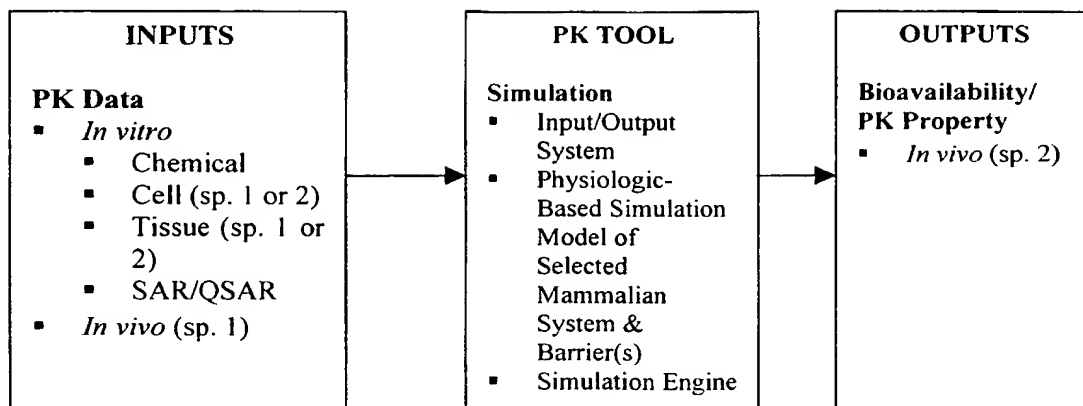 INPUTS
PK Data
▪ In vitro
▪ Chemical
▪ Cell (sp. 1 or 2)
▪ Tissue (sp. 1 or
2)
▪ SAR/QSAR
▪ In vivo (sp. 1)
PK TOOL
Simulation
▪ Input/Output
System
▪ Physiologic-
Based Simulation
Model of
Selected
Mammalian
System &
Barrier(s)
▪ Simulation Engine
OUTPUTS
Bioavailability/
PK Property
▪ In vivo (sp. 2)